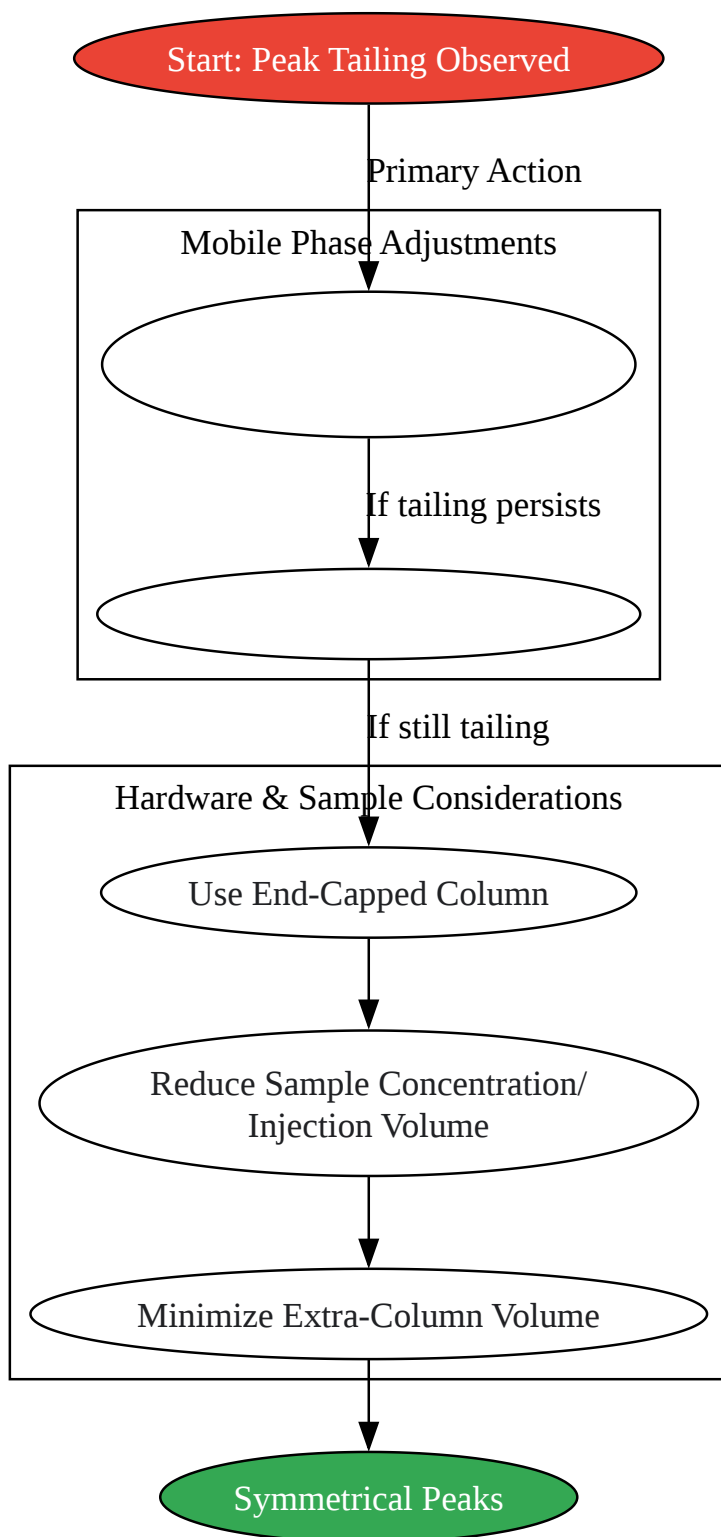 Start: Peak Tailing Observed
Primary Action
Mobile Phase Adjustments
If tailing persists
If still tailing
Hardware & Sample Considerations
Use End-Capped Column
Reduce Sample Concentration/
Injection Volume
Minimize Extra-Column Volume
Symmetrical Peaks